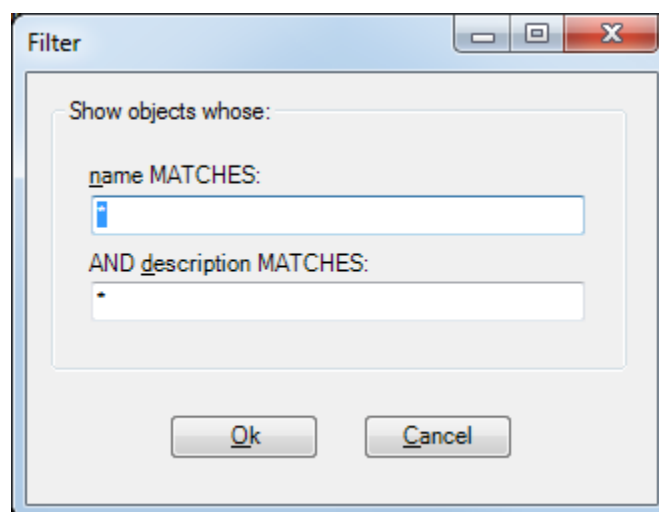 Filter
Show objects whose:
name MATCHES:
*
AND description MATCHES:
*
Ok
Cancel